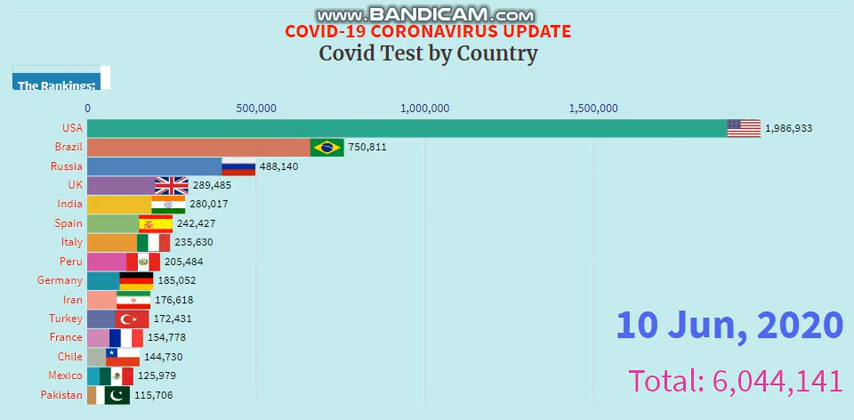 www.BANDICAM.com
COVID-19 CORONAVIRUS UPDATE
Covid Test by Country
The Rankings:
0 500,000 1,000,000 1,500,000
USA 1,986,933
Brazil 750,811
Russia 488,140
UK 289,485
India 280,017
Spain 242,427
Italy 235,630
Peru 205,484
Germany 185,052
Iran 176,618
Turkey 172,431
France 154,778
Chile 144,730
Mexico 125,979
Pakistan 115,706
10 Jun, 2020
Total: 6,044,141